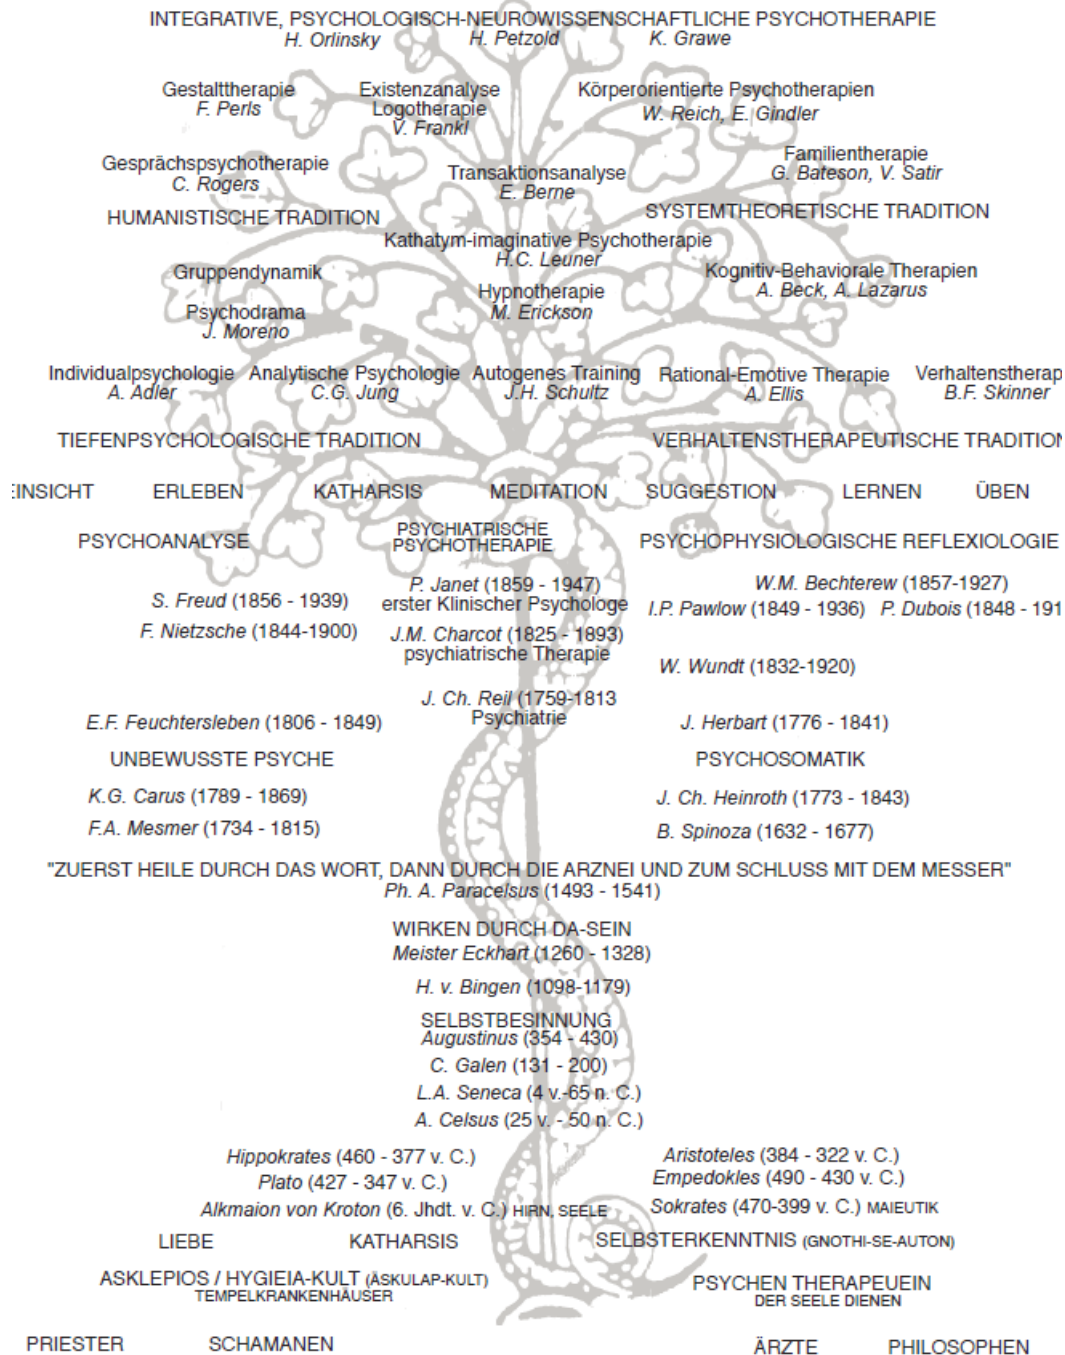 INTEGRATIVE, PSYCHOLOGISCH-NEUROWISSENSCHAFTLICHE PSYCHOTHERAPIE
H. Orlinsky H. Petzold K. Grawe
Gestalttherapie Existenzanalyse Körperorientierte Psychotherapien
F. Perls Logotherapie W. Reich, E. Gindler
V. Frankl
Gesprächspsychotherapie Transaktionsanalyse Familientherapie
C. Rogers E. Berne G. Bateson, V. Satir
HUMANISTISCHE TRADITION SYSTEMTHEORETISCHE TRADITION
Kathatym-imaginative Psychotherapie
H.C. Leuner
Gruppendynamik Kognitiv-Behaviorale Therapien
Hypnotherapie A. Beck, A. Lazarus
Psychodrama M. Erickson
J. Moreno
Individualpsychologie Analytische Psychologie Autogenes Training Rational-Emotive Therapie Verhaltenstherap
A. Adler C.G. Jung J.H. Schultz A. Ellis B.F. Skinner
TIEFENPSYCHOLOGISCHE TRADITION VERHALTENSTHERAPEUTISCHE TRADITION
EINSICHT ERLEBEN KATHARSIS MEDITATION SUGGESTION LERNEN ÜBEN
PSYCHOANALYSE PSYCHIATRISCHE PSYCHOPHYSIOLOGISCHE REFLEXIOLOGIE
PSYCHOTHERAPIE
P. Janet (1859 - 1947) W.M. Bechterew (1857-1927)
S. Freud (1856 - 1939) erster Klinischer Psychologe I.P. Pawlow (1849 - 1936) P. Dubois (1848 - 191
F. Nietzsche (1844-1900) J.M. Charcot (1825 - 1893)
psychiatrische Therapie
W. Wundt (1832-1920)
J. Ch. Reil (1759-1813
E.F. Feuchtersleben (1806 - 1849) Psychiatrie J. Herbart (1776 - 1841)
UNBEWUSSTE PSYCHE PSYCHOSOMATIK
K.G. Carus (1789 - 1869) J. Ch. Heinroth (1773 - 1843)
F.A. Mesmer (1734 - 1815) B. Spinoza (1632 - 1677)
"ZUERST HEILE DURCH DAS WORT, DANN DURCH DIE ARZNEI UND ZUM SCHLUSS MIT DEM MESSER"
Ph. A. Paracelsus (1493 - 1541)
WIRKEN DURCH DA-SEIN
Meister Eckhart (1260 - 1328)
H. v. Bingen (1098-1179)
SELBSTBESINNUNG
Augustinus (354 - 430)
C. Galen (131 - 200)
L.A. Seneca (4 v.-65 n. C.)
A. Celsus (25 v. - 50 n. C.)
Hippokrates (460 - 377 v. C.) Aristoteles (384 - 322 v. C.)
Plato (427 - 347 v. C.) Empedokles (490 - 430 v. C.)
Alkmaion von Kroton (6. Jhdt. v. C.) HIRN, SEELE Sokrates (470-399 v. C.) MAIEUTIK
LIEBE KATHARSIS SELBSTERKENNTNIS (GNOTHI-SE-AUTON)
ASKLEPIOS / HYGIEIA-KULT (ÄSKULAP-KULT) PSYCHEN THERAPEUEIN
TEMPELKRANKENHÄUSER DER SEELE DIENEN
PRIESTER SCHAMANEN ÄRZTE PHILOSOPHEN